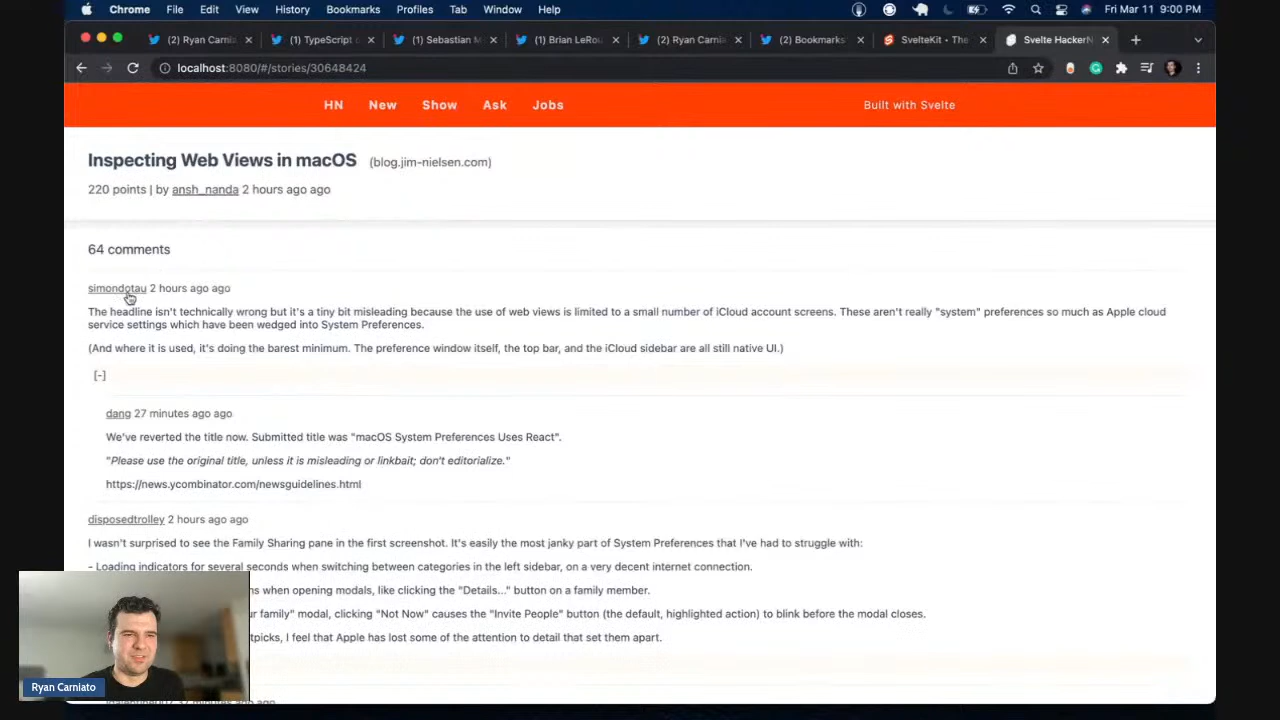 Chrome File Edit View History Bookmarks Profiles Tab Window Help Fri Mar 11 9:00 PM
(2) Ryan Carnia (1) TypeScript (1) Sebastian M (1) Brian LeRou (2) Ryan Carnia (2) Bookmarks SvelteKit • The Svelte HackerN
localhost:8080/#/stories/30648424
HN New Show Ask Jobs Built with Svelte
Inspecting Web Views in macOS (blog.jim-nielsen.com)
220 points | by ansh_nanda 2 hours ago ago
64 comments
simondotau 2 hours ago ago
The headline isn't technically wrong but it's a tiny bit misleading because the use of web views is limited to a small number of iCloud account screens. These aren't really "system" preferences so much as Apple cloud
service settings which have been wedged into System Preferences.
(And where it is used, it's doing the barest minimum. The preference window itself, the top bar, and the iCloud sidebar are all still native UI.)
[-]
dang 27 minutes ago ago
We've reverted the title now. Submitted title was "macOS System Preferences Uses React".
"Please use the original title, unless it is misleading or linkbait; don't editorialize."
https://news.ycombinator.com/newsguidelines.html
disposedtrolley 2 hours ago ago
I wasn't surprised to see the Family Sharing pane in the first screenshot. It's easily the most janky part of System Preferences that I've had to struggle with:
- Loading indicators for several seconds when switching between categories in the left sidebar, on a very decent internet connection.
when opening modals, like clicking the "Details..." button on a family member.
family" modal, clicking "Not Now" causes the "Invite People" button (the default, highlighted action) to blink before the modal closes.
I feel that Apple has lost some of the attention to detail that set them apart.
Ryan Carniato